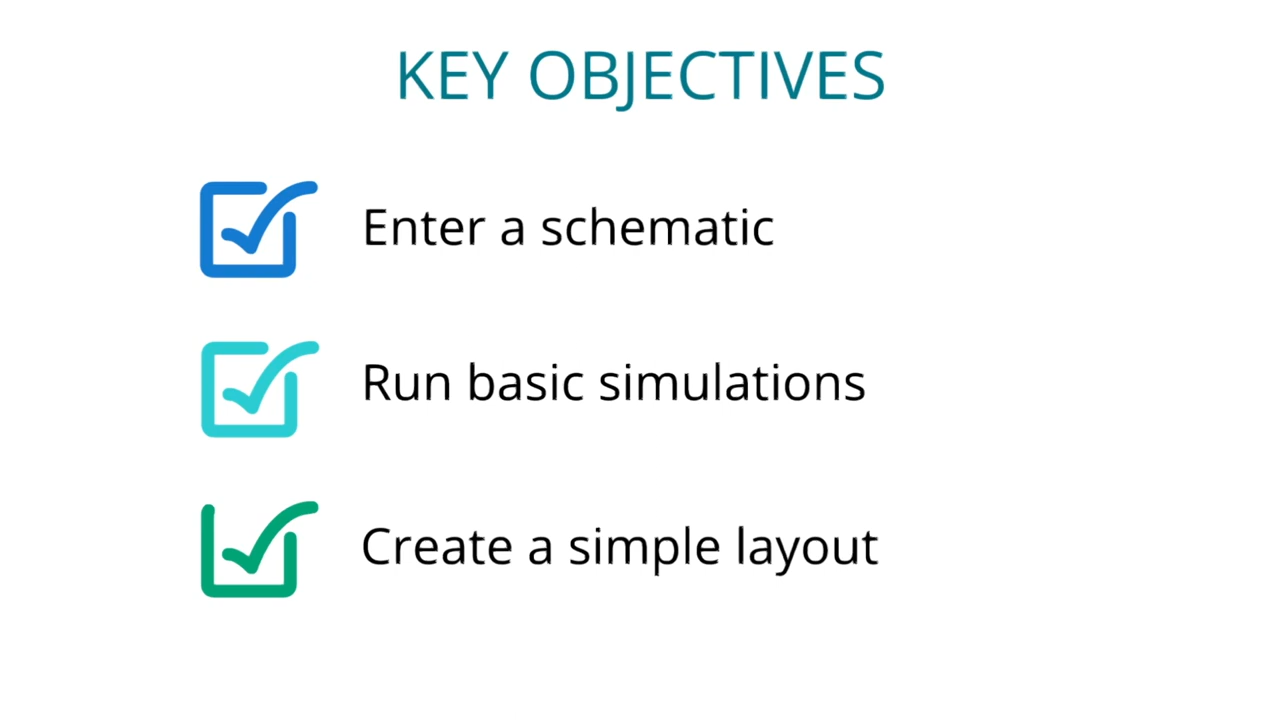 KEY OBJECTIVES
Enter a schematic
Run basic simulations
Create a simple layout